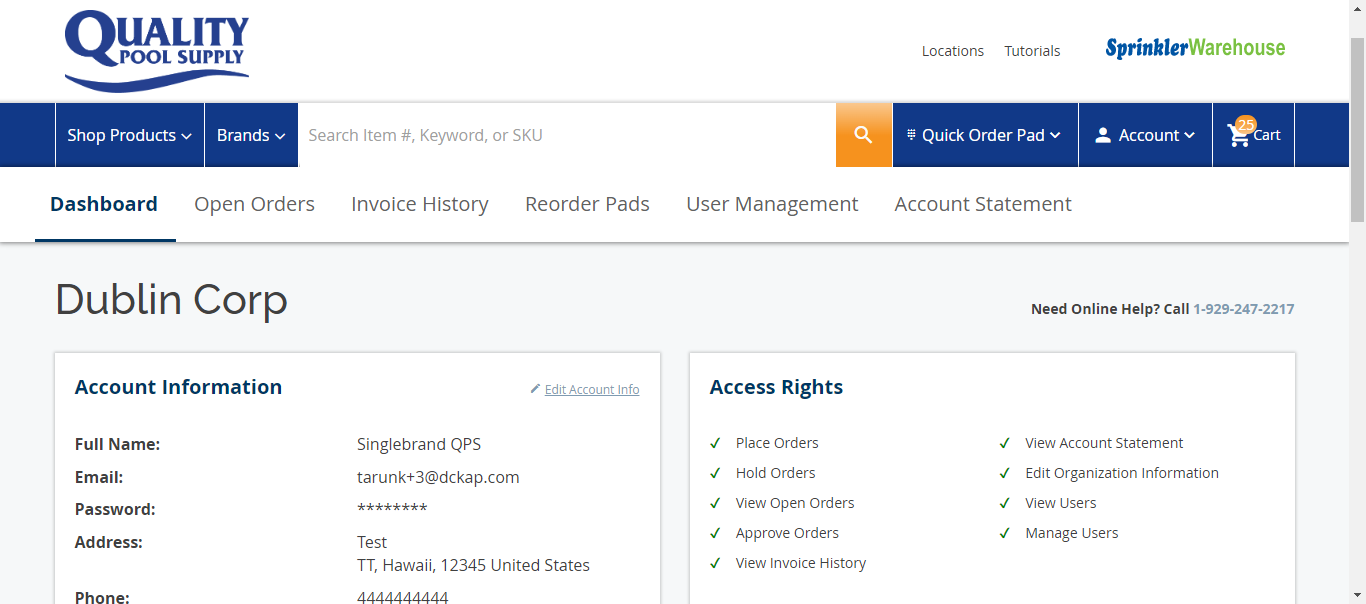 QUALITY
POOL SUPPLY
Locations Tutorials SprinklerWarehouse
Shop Products Brands Search Item #, Keyword, or SKU Quick Order Pad Account 25 Cart
Dashboard Open Orders Invoice History Reorder Pads User Management Account Statement
Dublin Corp
Need Online Help? Call 1-929-247-2217
Account Information Edit Account Info
Full Name: Singlebrand QPS
Email: tarunk+3@dckap.com
Password: ********
Address: Test
TT, Hawaii, 12345 United States
Phone: 4444444444
Access Rights
✓ Place Orders
✓ Hold Orders
✓ View Open Orders
✓ Approve Orders
✓ View Invoice History
✓ View Account Statement
✓ Edit Organization Information
✓ View Users
✓ Manage Users